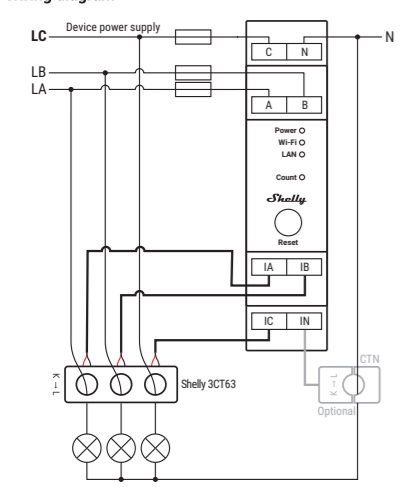 Wiring diagram
Device power supply
LC
N
C N
LB
LA
A B
Power
Wi-Fi
LAN
Count
Shelly
Reset
IA IB
IC IN
CTN
K → L
Shelly 3CT63
K → L
Optional